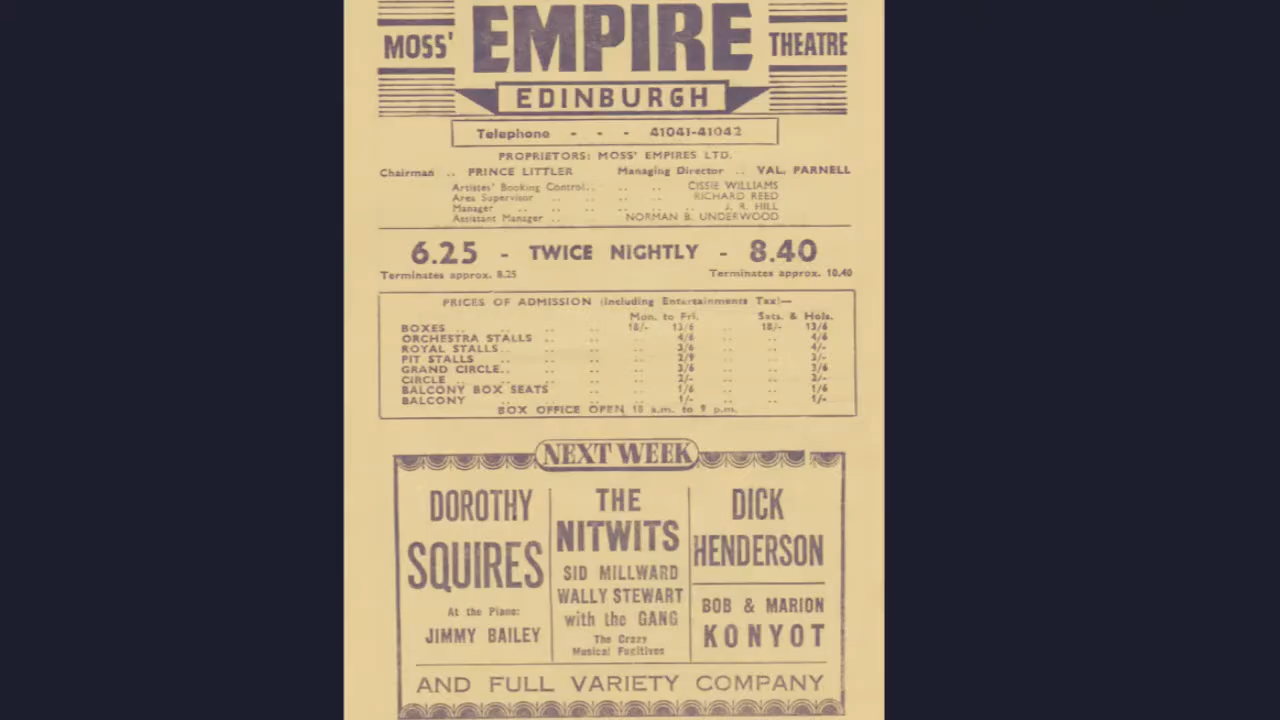 MOSS' EMPIRE THEATRE
EDINBURGH
Telephone - - - 41041-41042
PROPRIETORS: MOSS' EMPIRES LTD.
Chairman .. PRINCE LITTLER Managing Director .. VAL. PARNELL
Artistes' Booking Control.. .. .. CISSIE WILLIAMS
Area Supervisor .. .. .. .. RICHARD REED
Manager .. .. .. .. .. .. J. R. HILL
Assistant Manager .. .. NORMAN B. UNDERWOOD
6.25 - TWICE NIGHTLY - 8.40
Terminates approx. 8.25 Terminates approx. 10.40
PRICES OF ADMISSION (Including Entertainments Tax)—
Mon. to Fri. Sats. & Hols.
BOXES .. .. .. .. 18/- 13/6 .. 18/- 13/6
ORCHESTRA STALLS .. .. .. 4/6 .. .. 4/6
ROYAL STALLS .. .. .. .. 3/6 .. .. 4/-
PIT STALLS .. .. .. .. 2/9 .. .. 3/-
GRAND CIRCLE.. .. .. .. 3/6 .. .. 3/6
CIRCLE .. .. .. .. .. 2/- .. .. 2/-
BALCONY BOX SEATS .. .. 1/6 .. .. 1/6
BALCONY .. .. .. .. 1/- .. .. 1/-
BOX OFFICE OPEN 10 a.m. to 9 p.m.
NEXT WEEK
DOROTHY
SQUIRES
At the Piano:
JIMMY BAILEY
THE
NITWITS
SID MILLWARD
WALLY STEWART
with the GANG
The Crazy
Musical Fugitives
DICK
HENDERSON
BOB & MARION
KONYOT
AND FULL VARIETY COMPANY